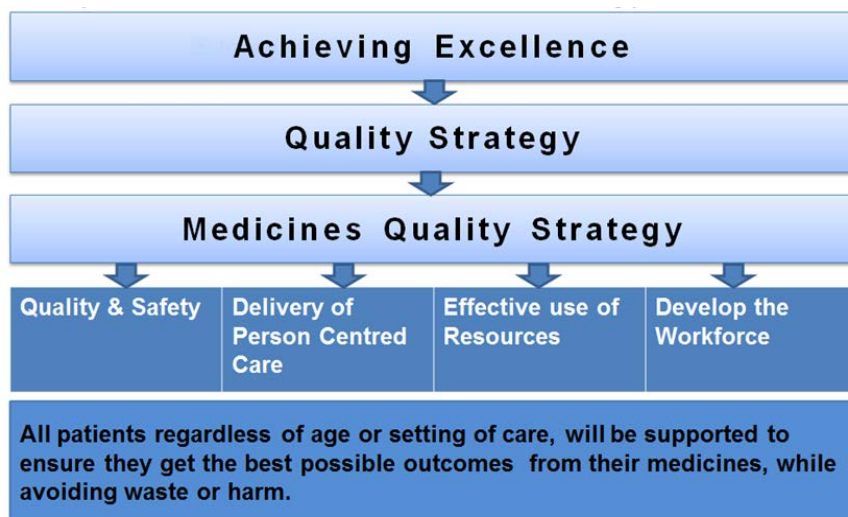 Achieving Excellence
Quality Strategy
Medicines Quality Strategy
Quality & Safety
Delivery of
Person Centred
Care
Effective use of
Resources
Develop the
Workforce
All patients regardless of age or setting of care, will be supported to
ensure they get the best possible outcomes from their medicines, while
avoiding waste or harm.